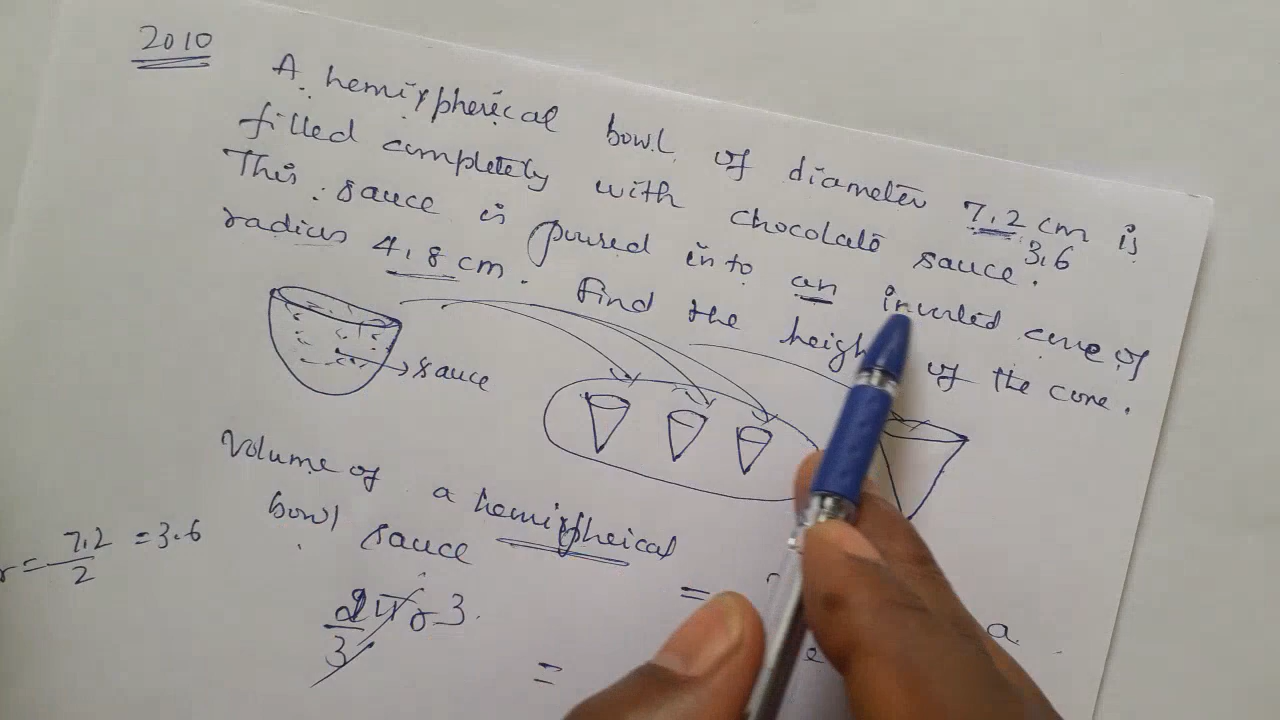 2010
A hemispherical bowl of diameter 7.2 cm is
filled completely with chocolate sauce. 3.6
This sauce is poured into an inverted cone of
radius 4.8 cm. Find the height of the cone.
sauce
Volume of a hemispheical
bowl sauce =
r = 7.2/2 = 3.6
2/3 π r 3
=
a